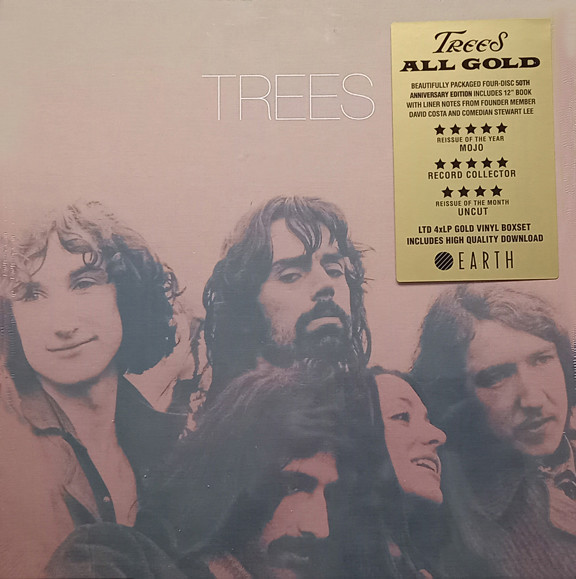 TREES
TREES
ALL GOLD
BEAUTIFULLY PACKAGED FOUR-DISC 50TH
ANNIVERSARY EDITION INCLUDES 12" BOOK
WITH LINER NOTES FROM FOUNDER MEMBER
DAVID COSTA AND COMEDIAN STEWART LEE
★★★★★
REISSUE OF THE YEAR
MOJO
★★★★★
RECORD COLLECTOR
★★★★
REISSUE OF THE MONTH
UNCUT
LTD 4xLP GOLD VINYL BOXSET
INCLUDES HIGH QUALITY DOWNLOAD
EARTH